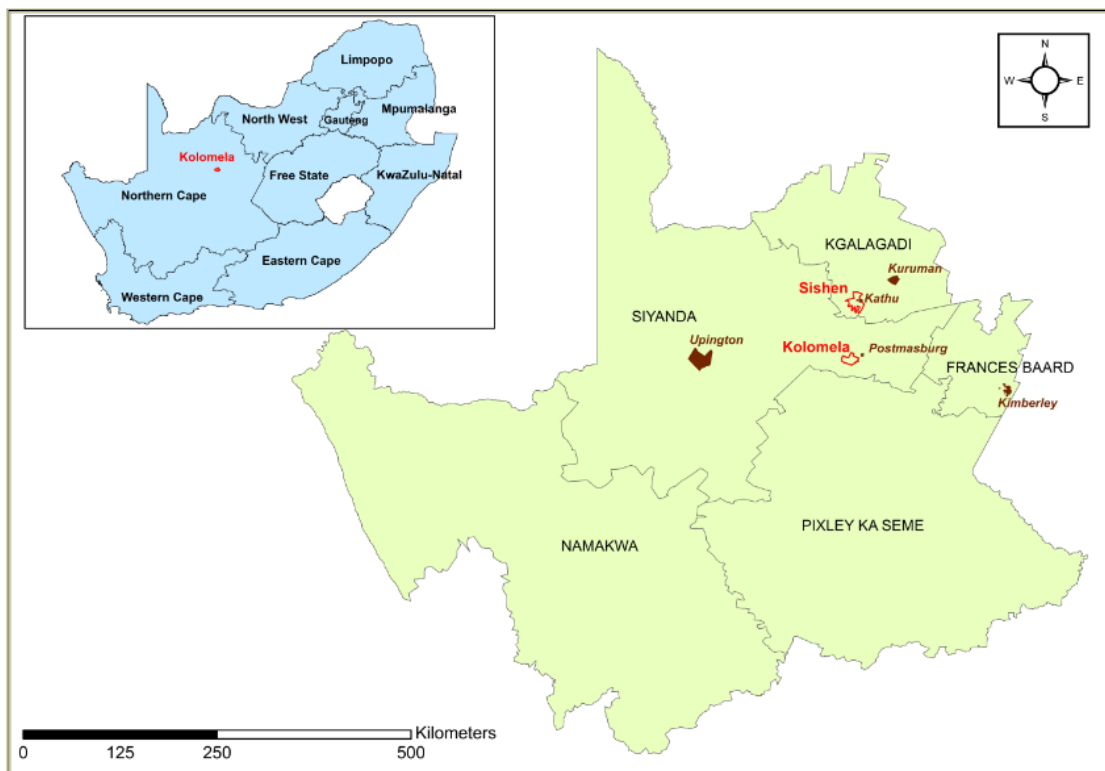 Limpopo
Mpumalanga
North West
Gauteng
Kolomela
Free State
KwaZulu-Natal
Northern Cape
Eastern Cape
Western Cape
N
W E
S
KGALAGADI
Kuruman
Sishen
Kathu
SIYANDA
Upington
Kolomela
Postmasburg
FRANCES BAARD
Kimberley
PIXLEY KA SEME
NAMAKWA
Kilometers
0 125 250 500